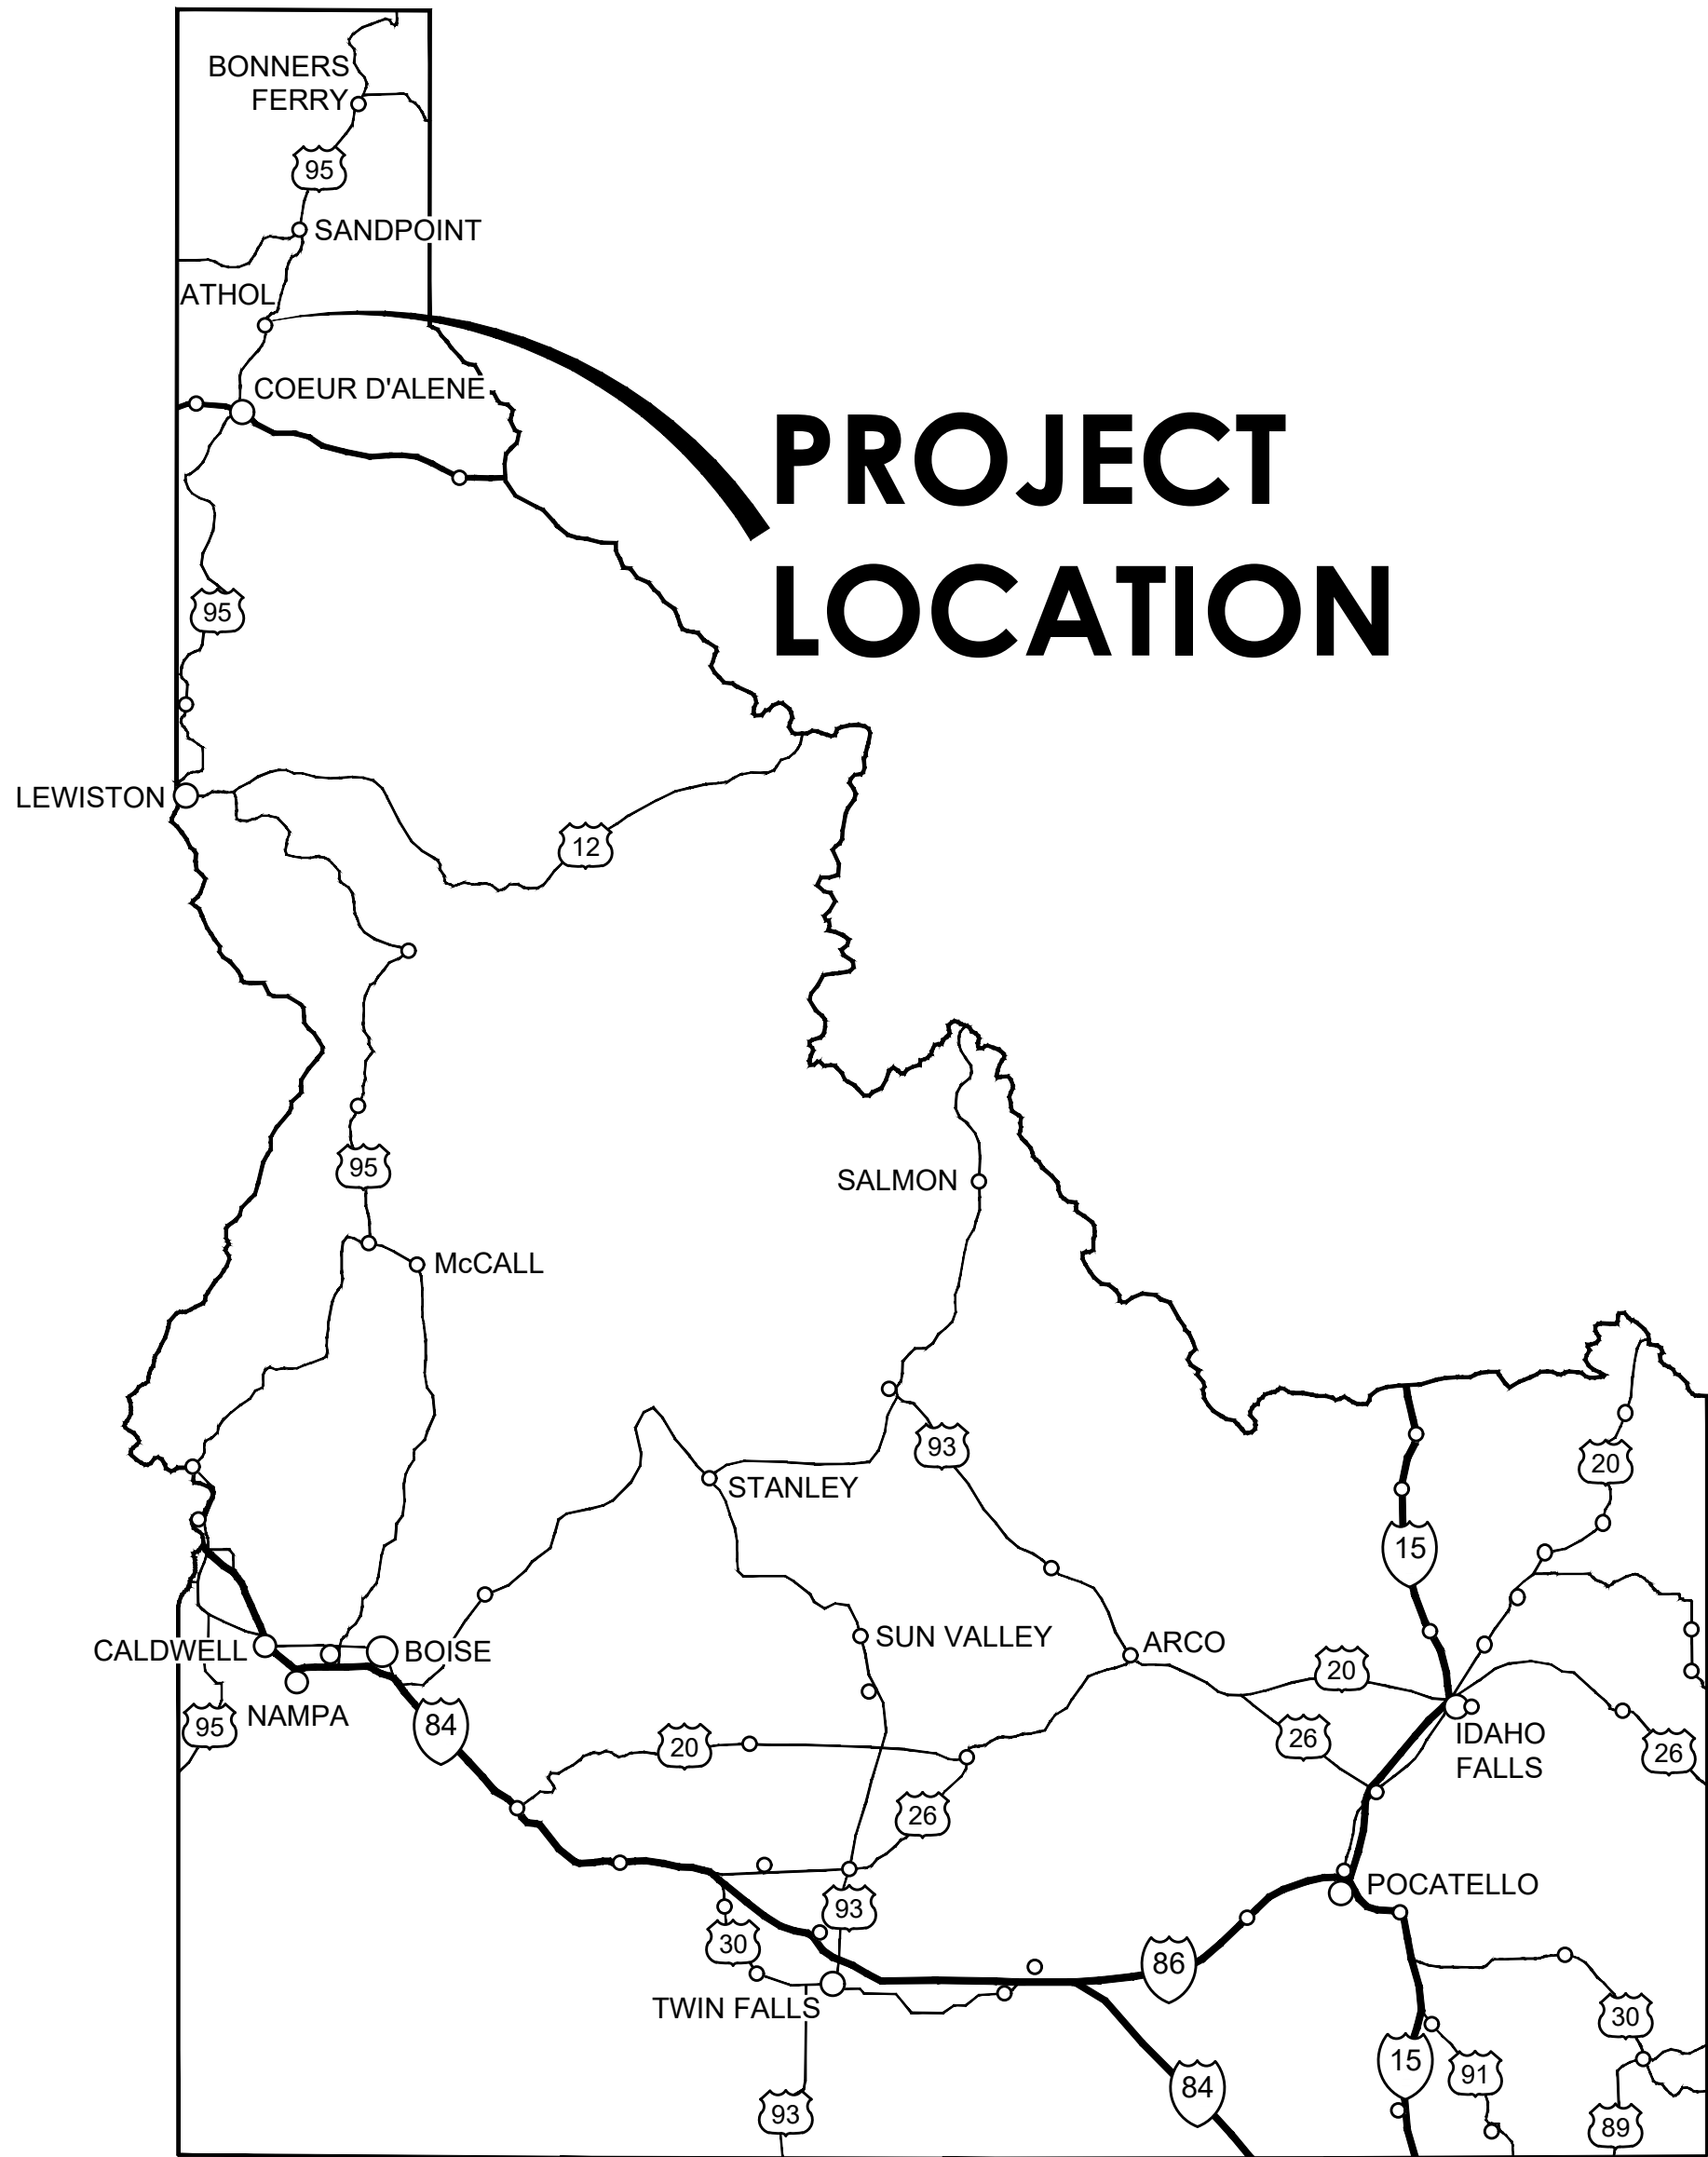 BONNERS
FERRY
95
SANDPOINT
ATHOL
COEUR D'ALENE
PROJECT
LOCATION
95
LEWISTON
12
95
SALMON
McCALL
93
20
STANLEY
15
SUN VALLEY
ARCO
CALDWELL
BOISE
20
NAMPA
95
84
26
IDAHO
FALLS
20
26
26
POCATELLO
93
30
86
TWIN FALLS
30
15
91
84
93
89